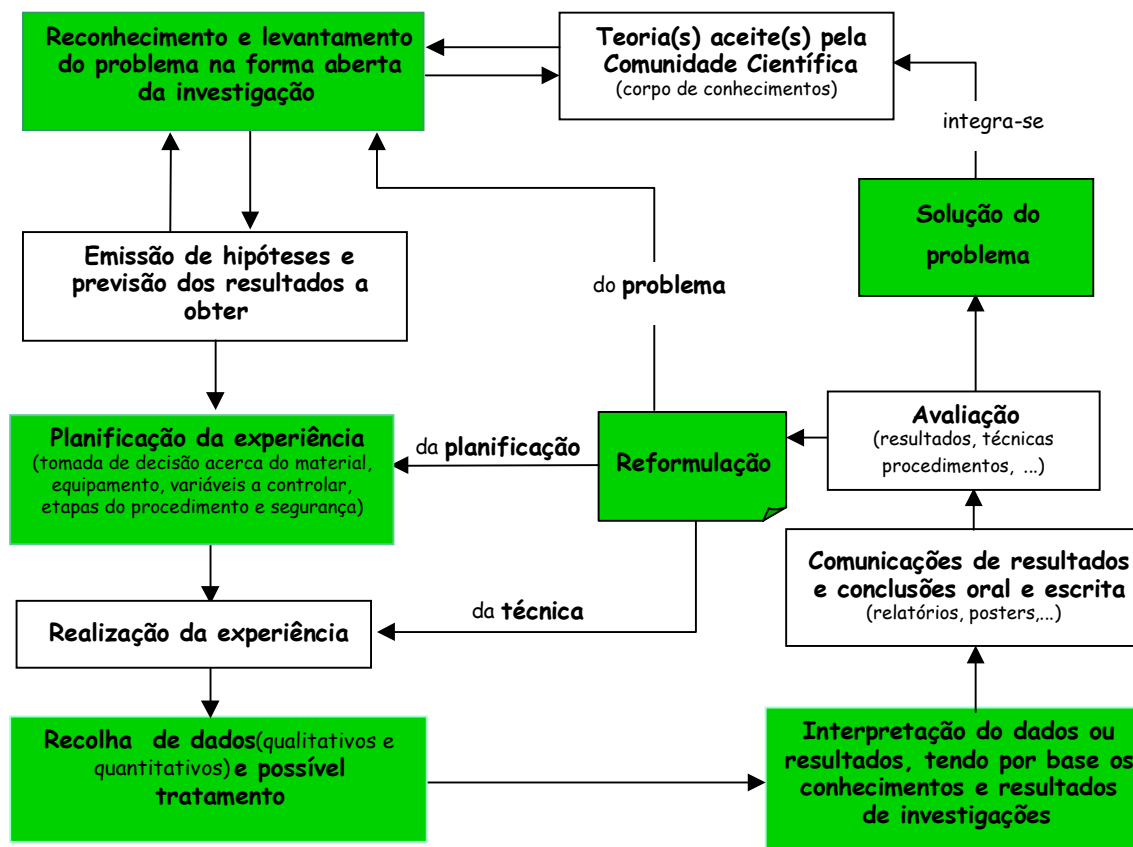 Reconhecimento e levantamento
do problema na forma aberta
da investigação
Teoria(s) aceite(s) pela
Comunidade Científica
(corpo de conhecimentos)
integra-se
Solução do
problema
Emissão de hipóteses e
previsão dos resultados a
obter
do problema
Planificação da experiência
(tomada de decisão acerca do material,
equipamento, variáveis a controlar,
etapas do procedimento e segurança)
da planificação
Reformulação
Avaliação
(resultados, técnicas
procedimentos, ...)
Comunicações de resultados
e conclusões oral e escrita
(relatórios, posters,...)
da técnica
Realização da experiência
Recolha de dados(qualitativos e
quantitativos) e possível
tratamento
Interpretação do dados ou
resultados, tendo por base os
conhecimentos e resultados
de investigações